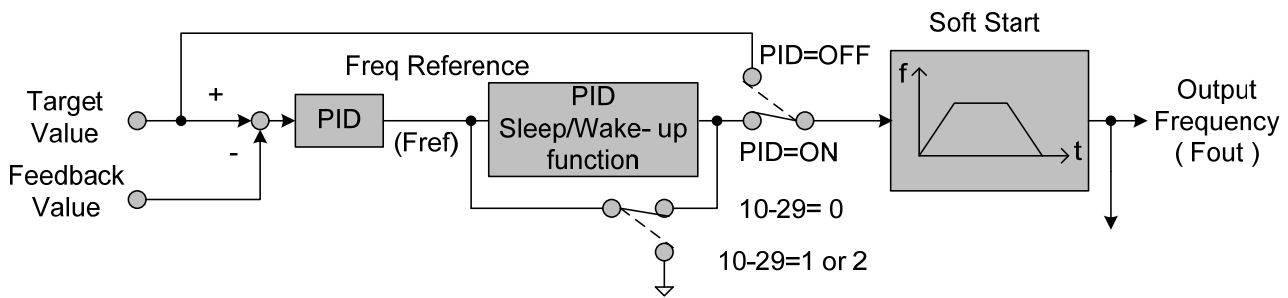 Soft Start
PID=OFF
Freq Reference
f
Target
Value
+
PID
PID
Sleep/Wake- up
function
Output
Frequency
( Fout )
-
(Fref)
PID=ON
t
Feedback
Value
10-29= 0
10-29=1 or 2